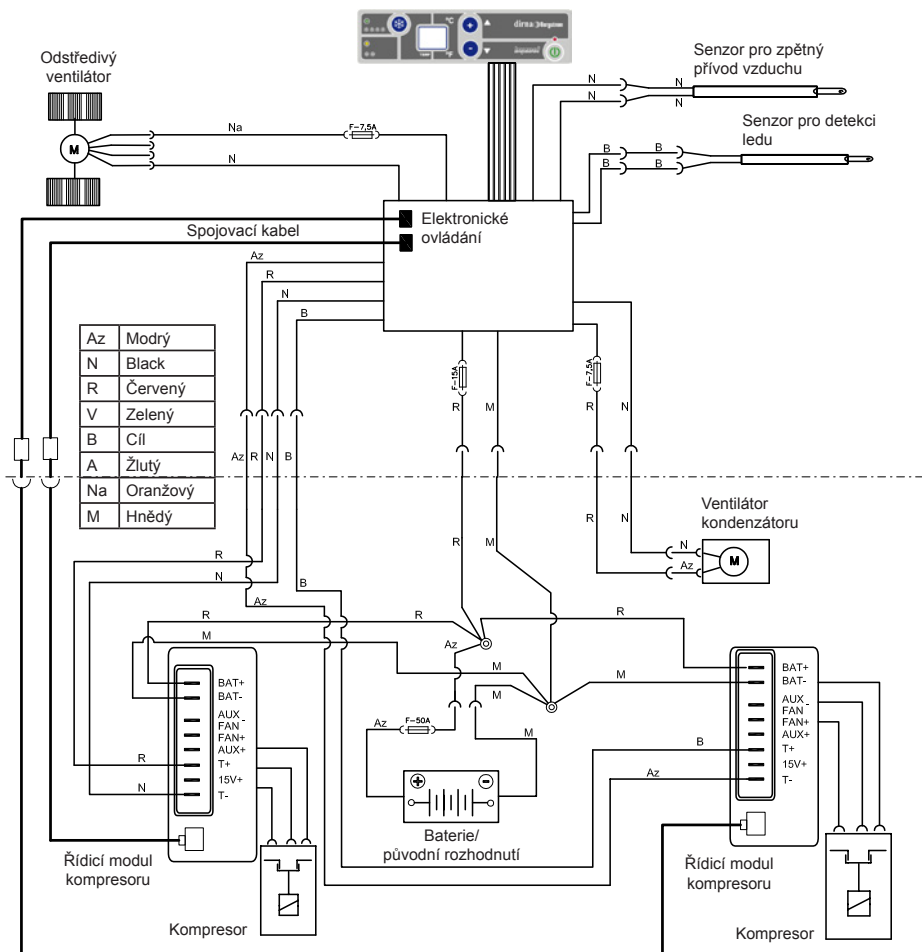 °C
°F
dirna Bergstrom
Odstředivý
ventilátor
M
Na
F-7,5A
N
N
N
N
N
Senzor pro zpětný
přívod vzduchu
B
B
B
B
Senzor pro detekci
ledu
Spojovací kabel
Elektronické
ovládání
Az
R
N
B
Az Modrý
N Black
R Červený
V Zelený
B Cíl
A Žlutý
Na Oranžový
M Hnědý
F-15A
F-7,5A
R
M
R
N
Az
R
N
B
R
M
R
N
Ventilátor
kondenzátoru
N
Az
M
R
N
B
Az
R
R
R
M
Az
M
M
M
Az
F-50A
M
B
Az
R
N
BAT+
BAT-
AUX -
FAN
FAN+
AUX+
T+
15V+
T-
BAT+
BAT-
AUX -
FAN
FAN+
AUX+
T+
15V+
T-
Baterie/
původní rozhodnutí
Řídicí modul
kompresoru
Kompresor
Řídicí modul
kompresoru
Kompresor